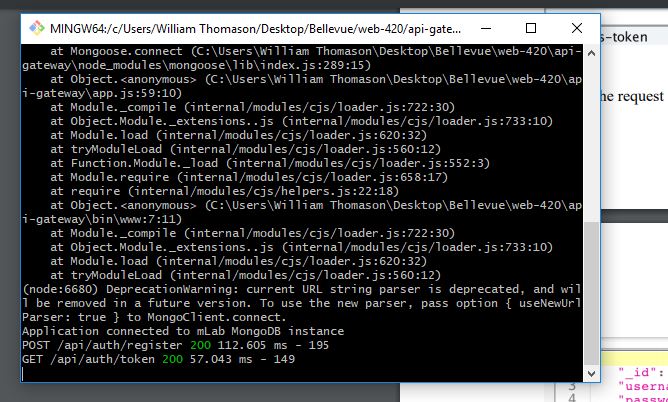 MINGW64:/c/Users/William Thomason/Desktop/Bellevue/web-420/api-gate...
at Mongoose.connect (C:\Users\William Thomason\Desktop\Bellevue\web-420\api-
gateway\node_modules\mongoose\lib\index.js:289:15)
at Object.<anonymous> (C:\Users\William Thomason\Desktop\Bellevue\web-420\ap
i-gateway\app.js:59:10)
at Module._compile (internal/modules/cjs/loader.js:722:30)
at Object.Module._extensions..js (internal/modules/cjs/loader.js:733:10)
at Module.load (internal/modules/cjs/loader.js:620:32)
at tryModuleLoad (internal/modules/cjs/loader.js:560:12)
at Function.Module._load (internal/modules/cjs/loader.js:552:3)
at Module.require (internal/modules/cjs/loader.js:658:17)
at require (internal/modules/cjs/helpers.js:22:18)
at Object.<anonymous> (C:\Users\William Thomason\Desktop\Bellevue\web-420\ap
i-gateway\bin\www:7:11)
at Module._compile (internal/modules/cjs/loader.js:722:30)
at Object.Module._extensions..js (internal/modules/cjs/loader.js:733:10)
at Module.load (internal/modules/cjs/loader.js:620:32)
at tryModuleLoad (internal/modules/cjs/loader.js:560:12)
(node:6680) DeprecationWarning: current URL string parser is deprecated, and wil
l be removed in a future version. To use the new parser, pass option { useNewUrl
Parser: true } to MongoClient.connect.
Application connected to mLab MongoDB instance
POST /api/auth/register 200 112.605 ms - 195
GET /api/auth/token 200 57.043 ms - 149
s-token
he request
"_id":
3 "userna
4 "passwo